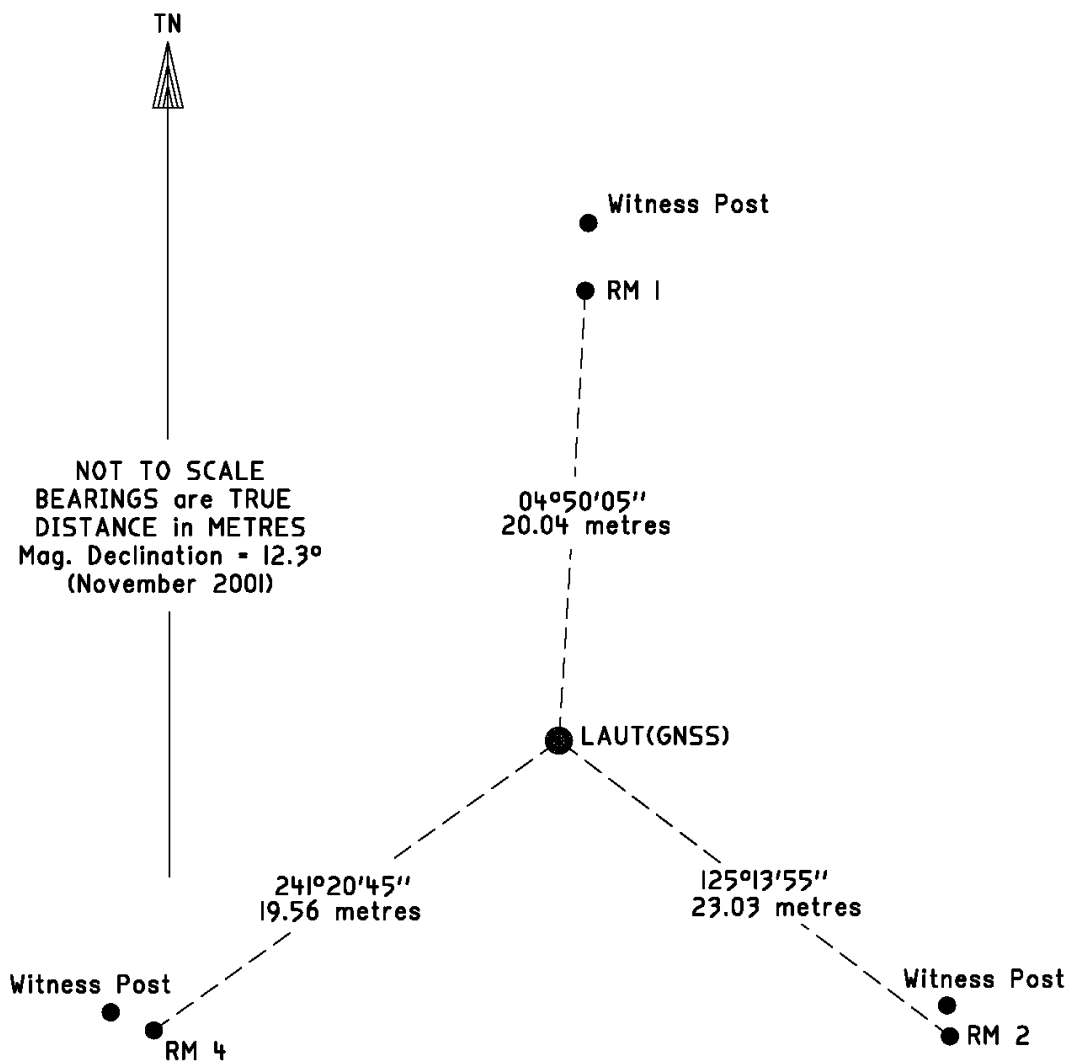 TN
Witness Post
RM 1
NOT TO SCALE
BEARINGS are TRUE
DISTANCE in METRES
Mag. Declination = 12.3°
(November 2001)
04°50'05"
20.04 metres
LAUT(GNSS)
241°20'45"
19.56 metres
125°13'55"
23.03 metres
Witness Post
RM 4
Witness Post
RM 2